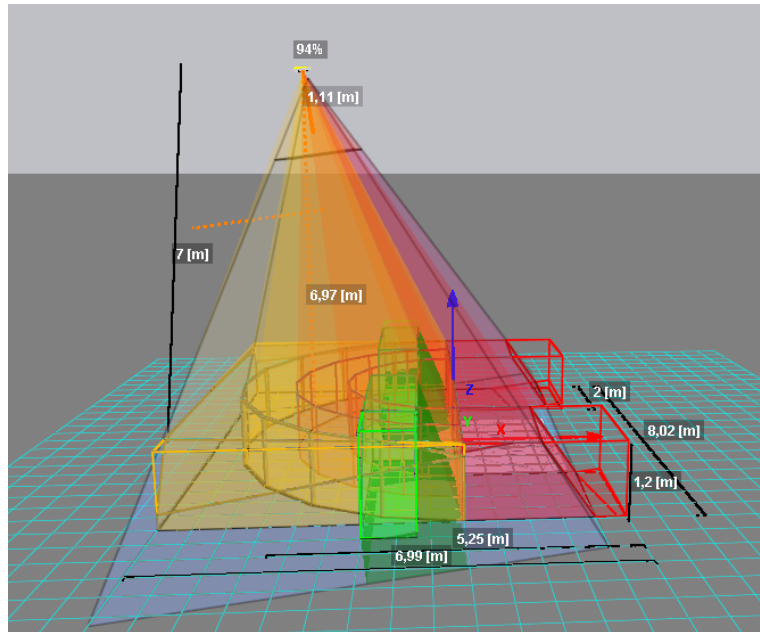 94%
1,11 [m]
7 [m]
6,97 [m]
Z
2 [m]
Y
X
8,02 [m]
1,2 [m]
5,25 [m]
6,99 [m]